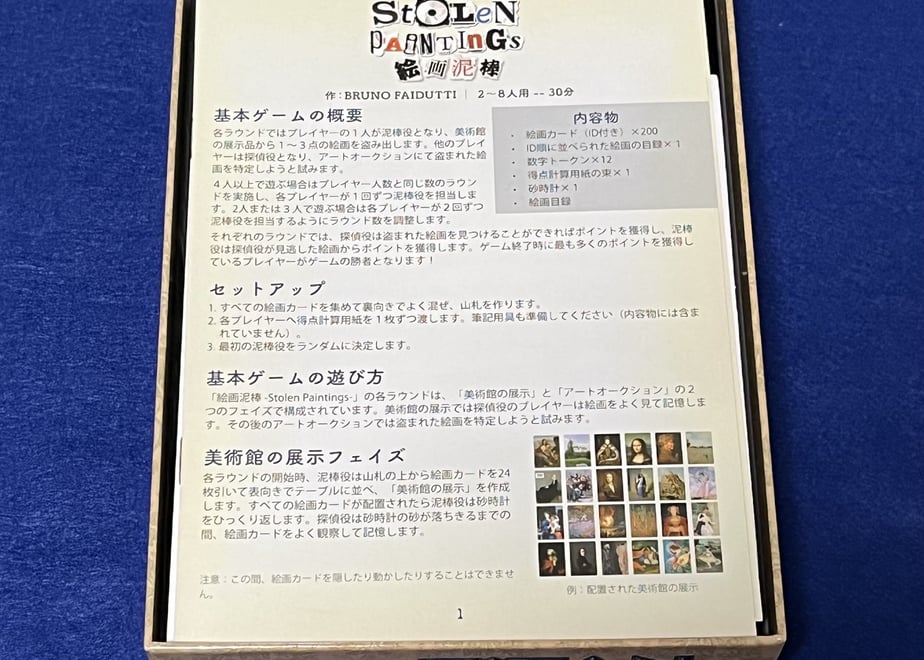 StOLeN
PAINTInGs
絵画泥棒
作：BRUNO FAIDUTTI | 2〜8人用 -- 30分
基本ゲームの概要
各ラウンドではプレイヤーの１人が泥棒役となり、美術館
の展示品から１〜３点の絵画を盗み出します。他のプレイ
ヤーは探偵役となり、アートオークションにて盗まれた絵
画を特定しようと試みます。
４人以上で遊ぶ場合はプレイヤー人数と同じ数のラウン
ドを実施し、各プレイヤーが１回ずつ泥棒役を担当しま
す。2人または３人で遊ぶ場合は各プレイヤーが２回ずつ
泥棒役を担当するようにラウンド数を調整します。
それぞれのラウンドでは、探偵役は盗まれた絵画を見つけることができればポイントを獲得し、泥棒
役は探偵役が見逃した絵画からポイントを獲得します。ゲーム終了時に最も多くのポイントを獲得し
ているプレイヤーがゲームの勝者となります！
内容物
・ 絵画カード（ID付き）×200
・ ID順に並べられた絵画の目録×１
・ 数字トークン×12
・ 得点計算用紙の束×１
・ 砂時計×１
・ 絵画目録
セットアップ
1. すべての絵画カードを集めて裏向きでよく混ぜ、山札を作ります。
2. 各プレイヤーへ得点計算用紙を１枚ずつ渡します。筆記用具も準備してください（内容物には含ま
れていません）。
3. 最初の泥棒役をランダムに決定します。
基本ゲームの遊び方
「絵画泥棒 -Stolen Paintings-」の各ラウンドは、「美術館の展示」と「アートオークション」の２
つのフェイズで構成されています。美術館の展示では探偵役のプレイヤーは絵画をよく見て記憶しま
す。その後のアートオークションでは盗まれた絵画を特定しようと試みます。
美術館の展示フェイズ
各ラウンドの開始時、泥棒役は山札の上から絵画カードを24
枚引いて表向きでテーブルに並べ、「美術館の展示」を作成
します。すべての絵画カードが配置されたら泥棒役は砂時計
をひっくり返します。探偵役は砂時計の砂が落ちきるまでの
間、絵画カードをよく観察して記憶します。
注意：この間、絵画カードを隠したり動かしたりすることはできませ
ん。
例：配置された美術館の展示
1